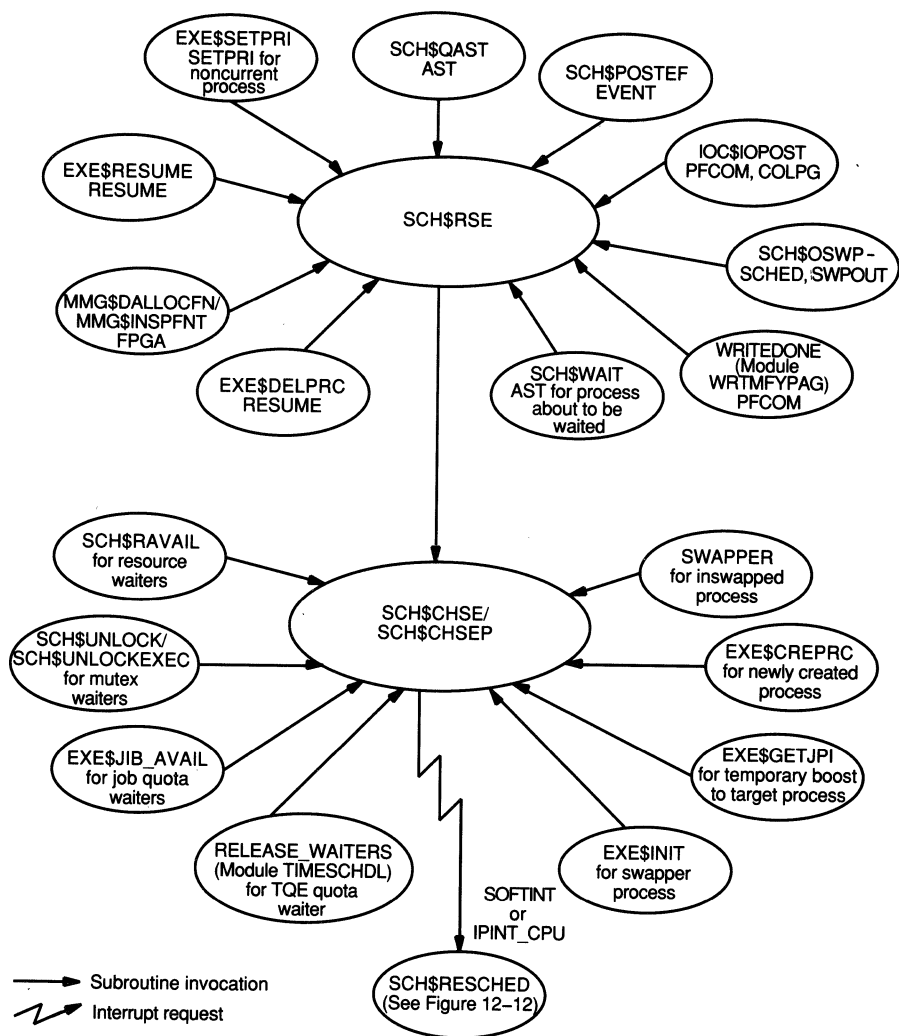 EXE$SETPRI
SETPRI for
noncurrent
process
SCH$QAST
AST
SCH$POSTEF
EVENT
EXE$RESUME
RESUME
IOC$IOPOST
PFCOM, COLPG
SCH$RSE
SCH$OSWP –
SCHED, SWPOUT
MMG$DALLOCFN/
MMG$INSPFNT
FPGA
EXE$DELPRC
RESUME
SCH$WAIT
AST for process
about to be
waited
WRITEDONE
(Module
WRTMFYPAG)
PFCOM
SCH$RAVAIL
for resource
waiters
SWAPPER
for inswapped
process
SCH$CHSE/
SCH$CHSEP
SCH$UNLOCK/
SCH$UNLOCKEXEC
for mutex
waiters
EXE$CREPRC
for newly created
process
EXE$JIB_AVAIL
for job quota
waiters
EXE$GETJPI
for temporary boost
to target process
RELEASE_WAITERS
(Module TIMESCHDL)
for TQE quota
waiter
EXE$INIT
for swapper
process
SOFTINT
or
IPINT_CPU
SCH$RESCHED
(See Figure 12–12)
Subroutine invocation
Interrupt request